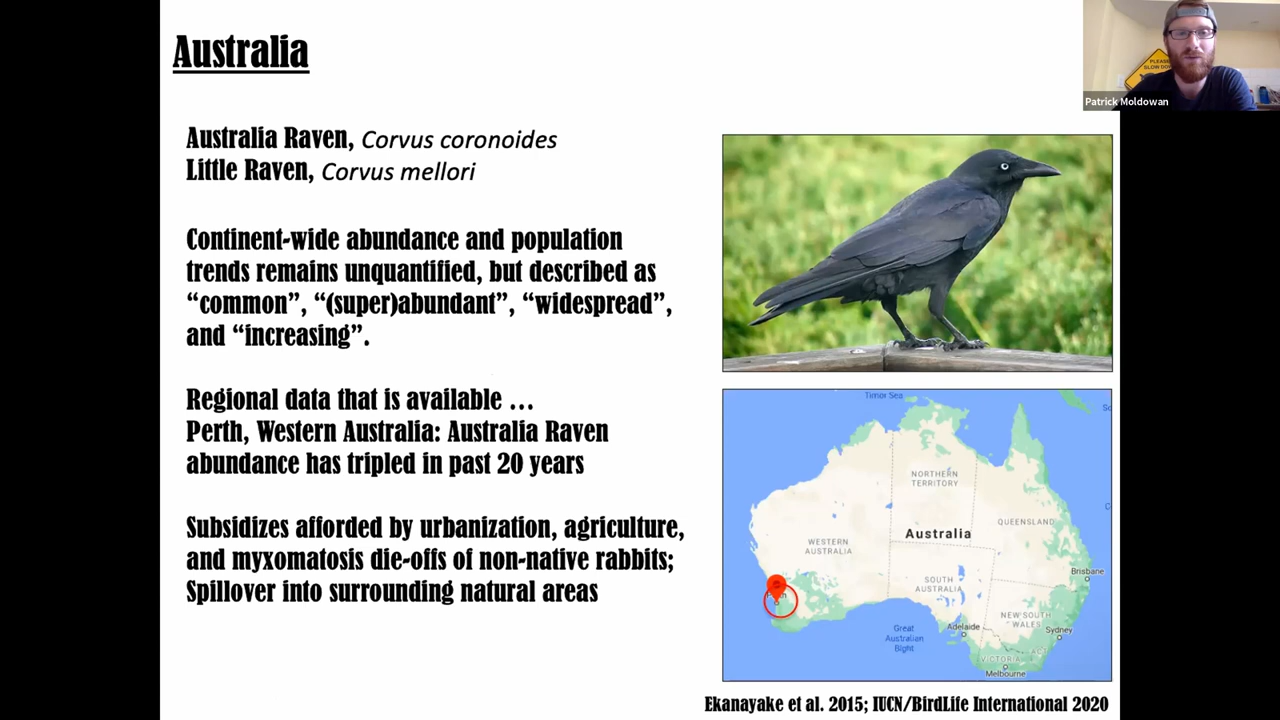 Australia
PLEASE
SLOW DO
Patrick Moldowan
Australia Raven, Corvus coronoides
Little Raven, Corvus mellori
Continent-wide abundance and population
trends remains unquantified, but described as
“common”, “(super)abundant”, “widespread”,
and “increasing”.
Regional data that is available …
Perth, Western Australia: Australia Raven
abundance has tripled in past 20 years
Subsidizes afforded by urbanization, agriculture,
and myxomatosis die-offs of non-native rabbits;
Spillover into surrounding natural areas
Timor Sea
NORTHERN
TERRITORY
QUEENSLAND
Australia
WESTERN
AUSTRALIA
Brisbane
SOUTH
AUSTRALIA
NEW SOUTH
WALES
Great
Australian
Bight
Adelaide
Sydney
ACT
VICTORIA
Melbourne
Ekanayake et al. 2015; IUCN/BirdLife International 2020